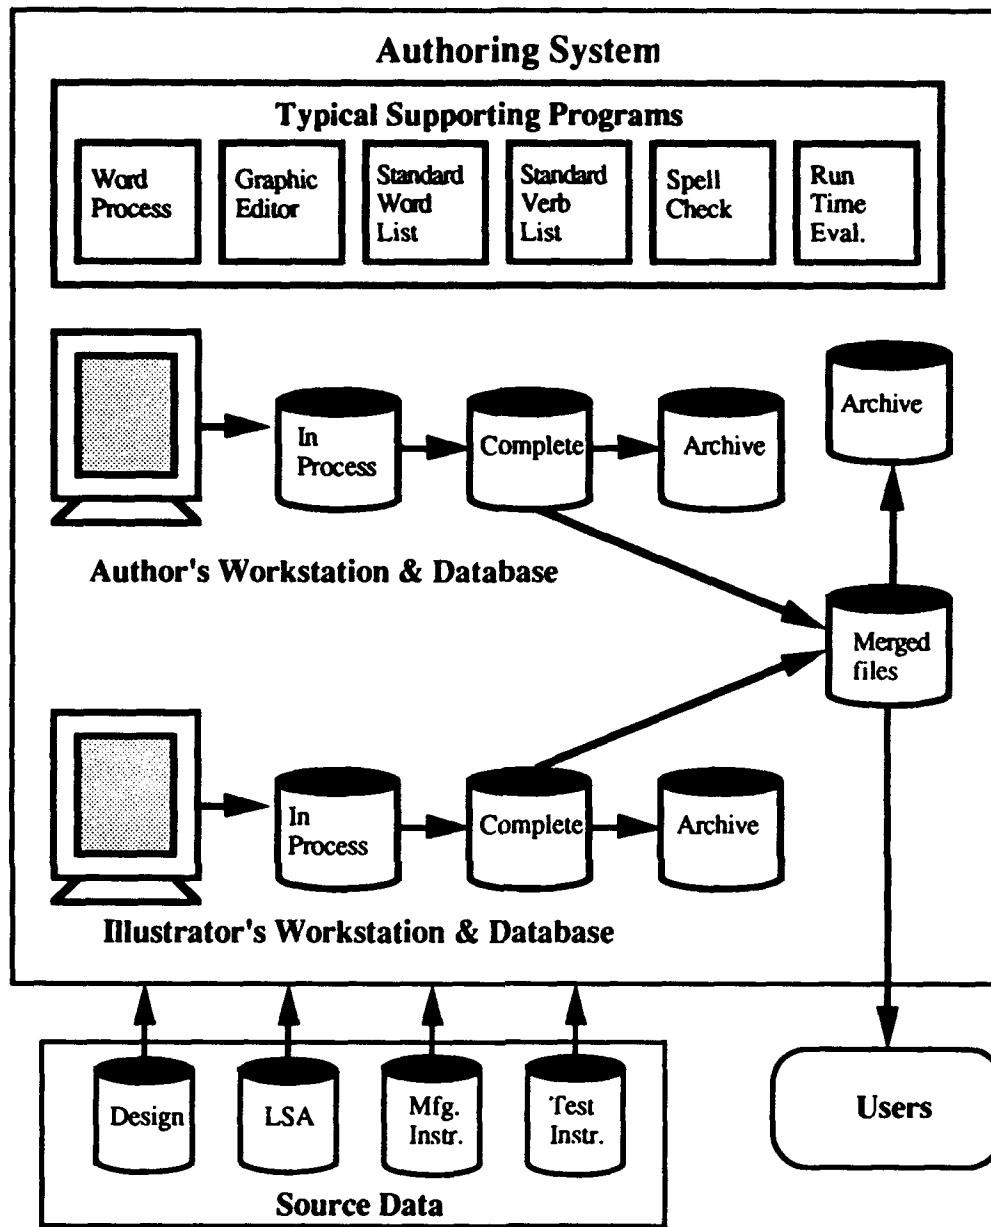 Authoring System
Typical Supporting Programs
Word
Process
Graphic
Editor
Standard
Word
List
Standard
Verb
List
Spell
Check
Run
Time
Eval.
In
Process
Complete
Archive
Archive
Author's Workstation & Database
Merged
files
In
Process
Complete
Archive
Illustrator's Workstation & Database
Design
LSA
Mfg.
Instr.
Test
Instr.
Source Data
Users